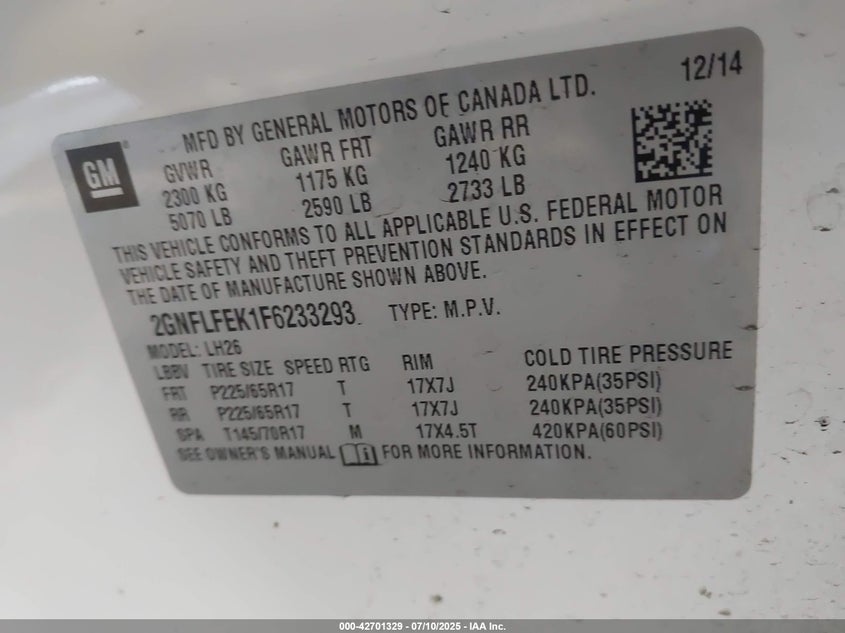 12/14
MFD BY GENERAL MOTORS OF CANADA LTD.
GM®
GVWR GAWR FRT GAWR RR
2300 KG 1175 KG 1240 KG
5070 LB 2590 LB 2733 LB
THIS VEHICLE CONFORMS TO ALL APPLICABLE U.S. FEDERAL MOTOR
VEHICLE SAFETY AND THEFT PREVENTION STANDARDS IN EFFECT ON
THE DATE OF MANUFACTURE SHOWN ABOVE.
2GNFLFEK1F6233293 TYPE: M.P.V.
MODEL: LH26
LBBV TIRE SIZE SPEED RTG RIM COLD TIRE PRESSURE
FRT P225/65R17 T 17X7J 240KPA(35PSI)
RR P225/65R17 T 17X7J 240KPA(35PSI)
SPA T145/70R17 M 17X4.5T 420KPA(60PSI)
SEE OWNER'S MANUAL i FOR MORE INFORMATION.
000-42701329 - 07/10/2025 - IAA Inc.